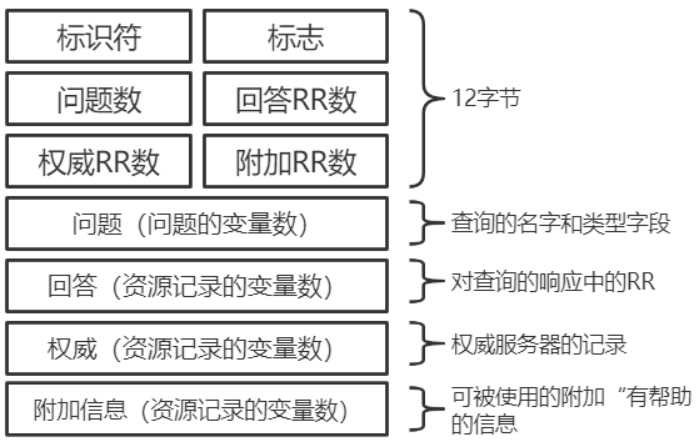 标识符 标志
问题数 回答RR数
12字节
权威RR数 附加RR数
问题（问题的变量数）
查询的名字和类型字段
回答（资源记录的变量数）
对查询的响应中的RR
权威（资源记录的变量数）
权威服务器的记录
附加信息（资源记录的变量数）
可被使用的附加“有帮助
的信息